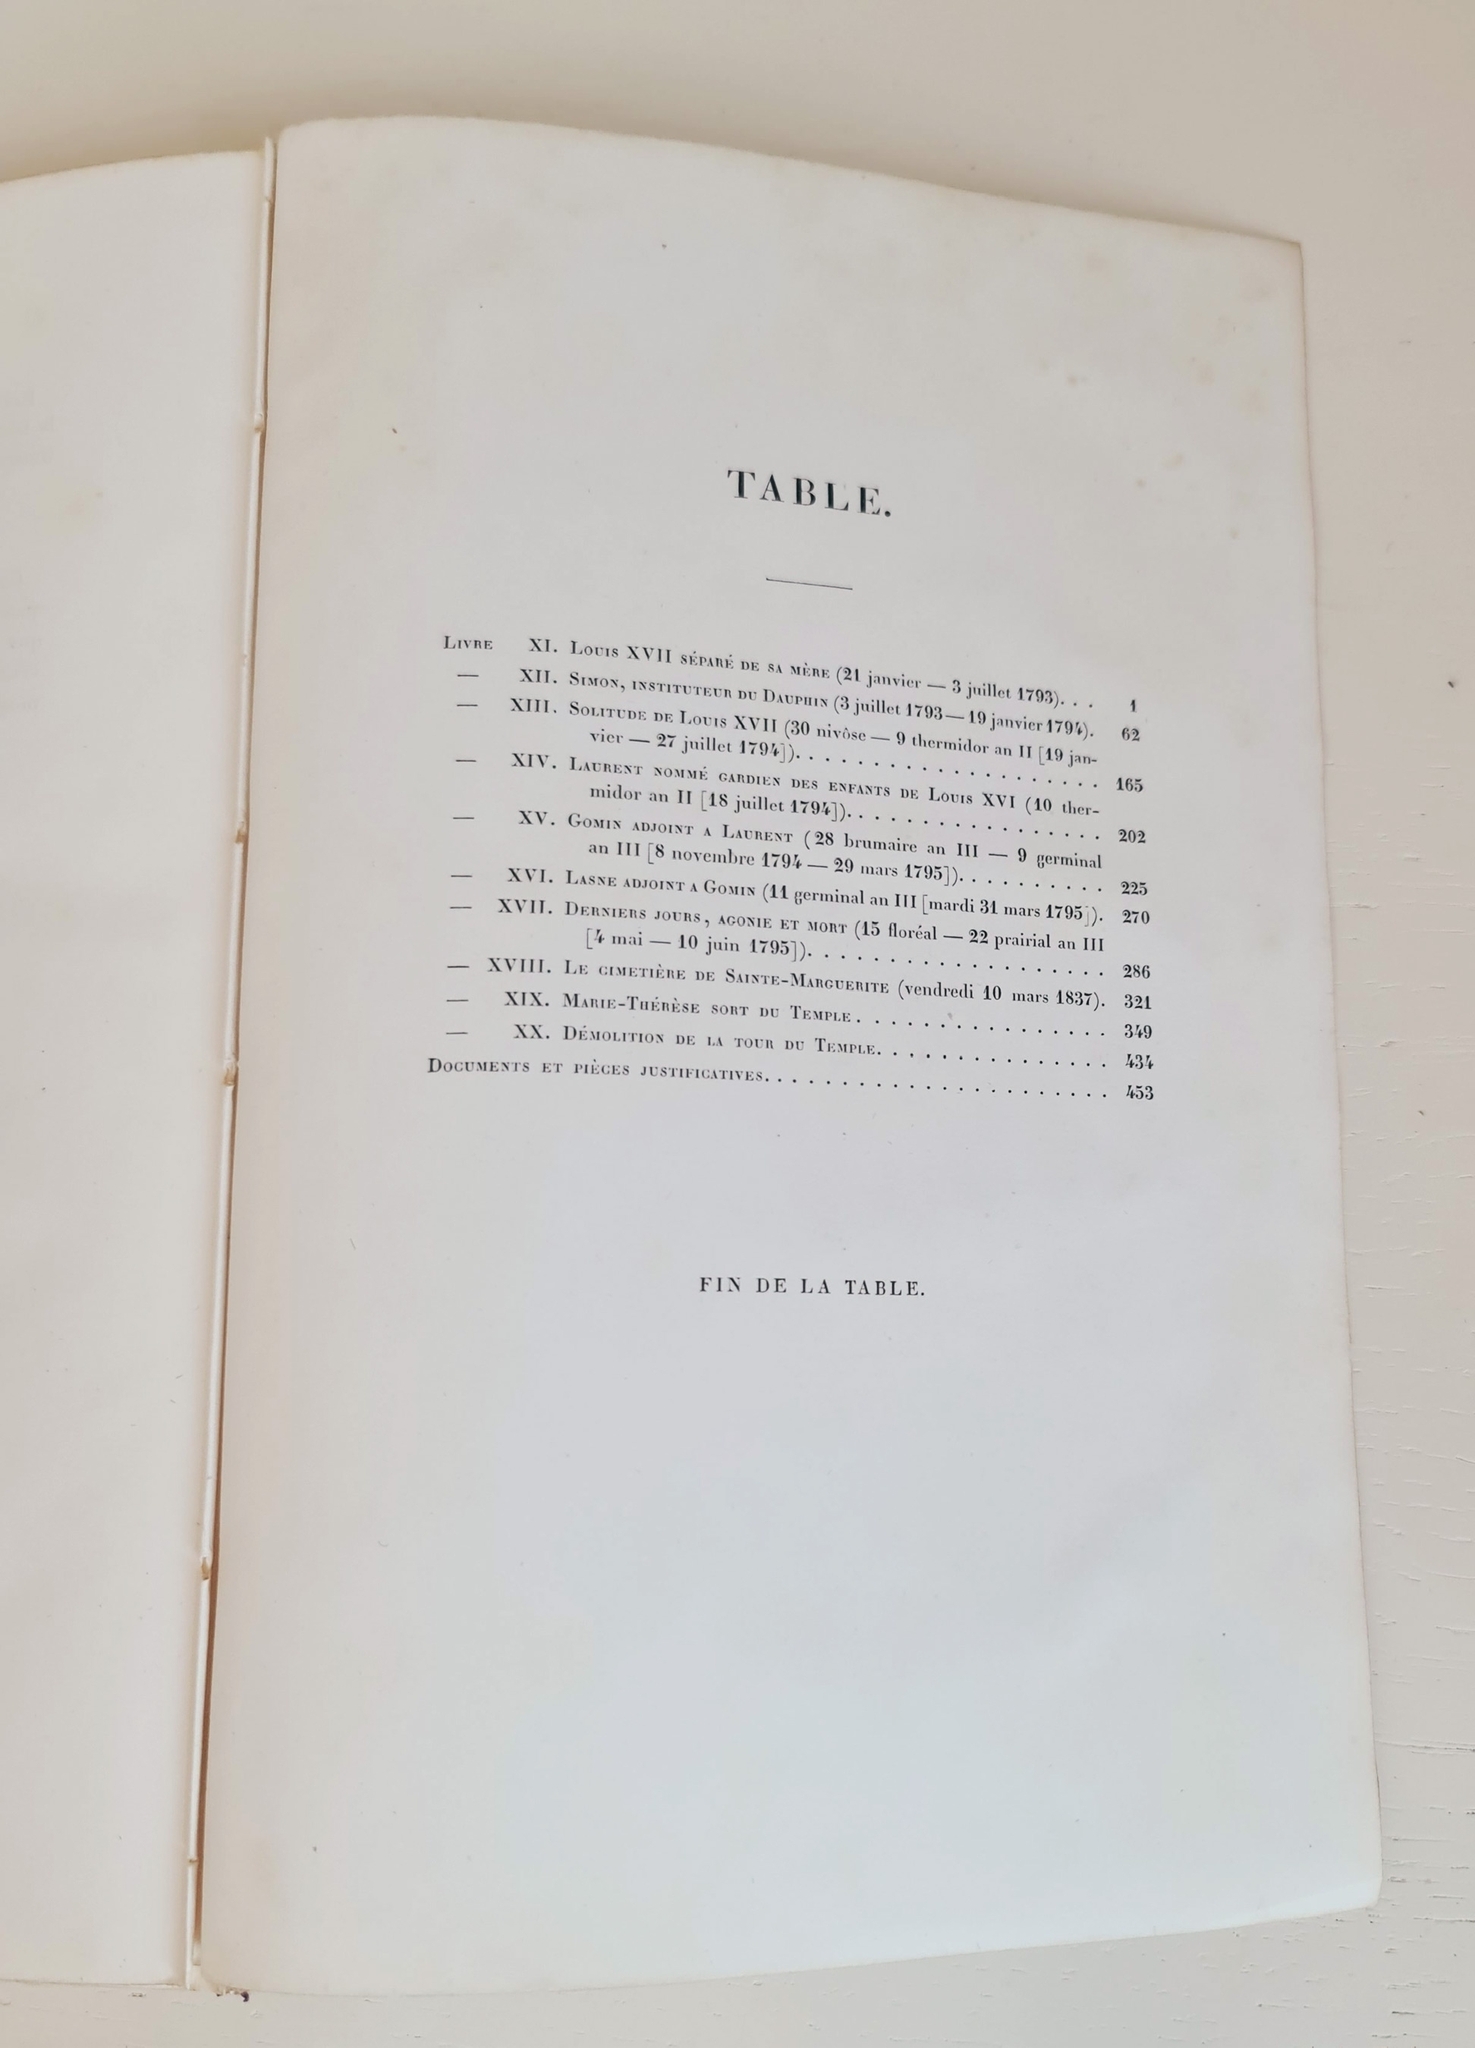 TABLE.
LIVRE XI. LOUIS XVII SÉPARÉ DE SA MÈRE (21 janvier — 3 juillet 1793). . . 1
— XII. SIMON, INSTITUTEUR DU DAUPHIN (3 juillet 1793 — 19 janvier 1794). 62
— XIII. SOLITUDE DE LOUIS XVII (30 nivôse — 9 thermidor an II [19 jan-
vier — 27 juillet 1794]). . . . . . . . . . . . . . . . . . . . 165
— XIV. LAURENT NOMMÉ GARDIEN DES ENFANTS DE LOUIS XVI (10 ther-
midor an II [18 juillet 1794]). . . . . . . . . . . . . . . . . 202
— XV. GOMIN ADJOINT A LAURENT (28 brumaire an III — 9 germinal
an III [8 novembre 1794 — 29 mars 1795]). . . . . . . . . . 225
— XVI. LASNE ADJOINT A GOMIN (11 germinal an III [mardi 31 mars 1795]). 270
— XVII. DERNIERS JOURS, AGONIE ET MORT (15 floréal — 22 prairial an III
[4 mai — 10 juin 1795]). . . . . . . . . . . . . . . . . . . 286
— XVIII. LE CIMETIÈRE DE SAINTE-MARGUERITE (vendredi 10 mars 1837). 321
— XIX. MARIE-THÉRÈSE SORT DU TEMPLE. . . . . . . . . . . . . . . . 349
— XX. DÉMOLITION DE LA TOUR DU TEMPLE. . . . . . . . . . . . . . . 434
DOCUMENTS ET PIÈCES JUSTIFICATIVES. . . . . . . . . . . . . . . . . . . . . . 453
FIN DE LA TABLE.